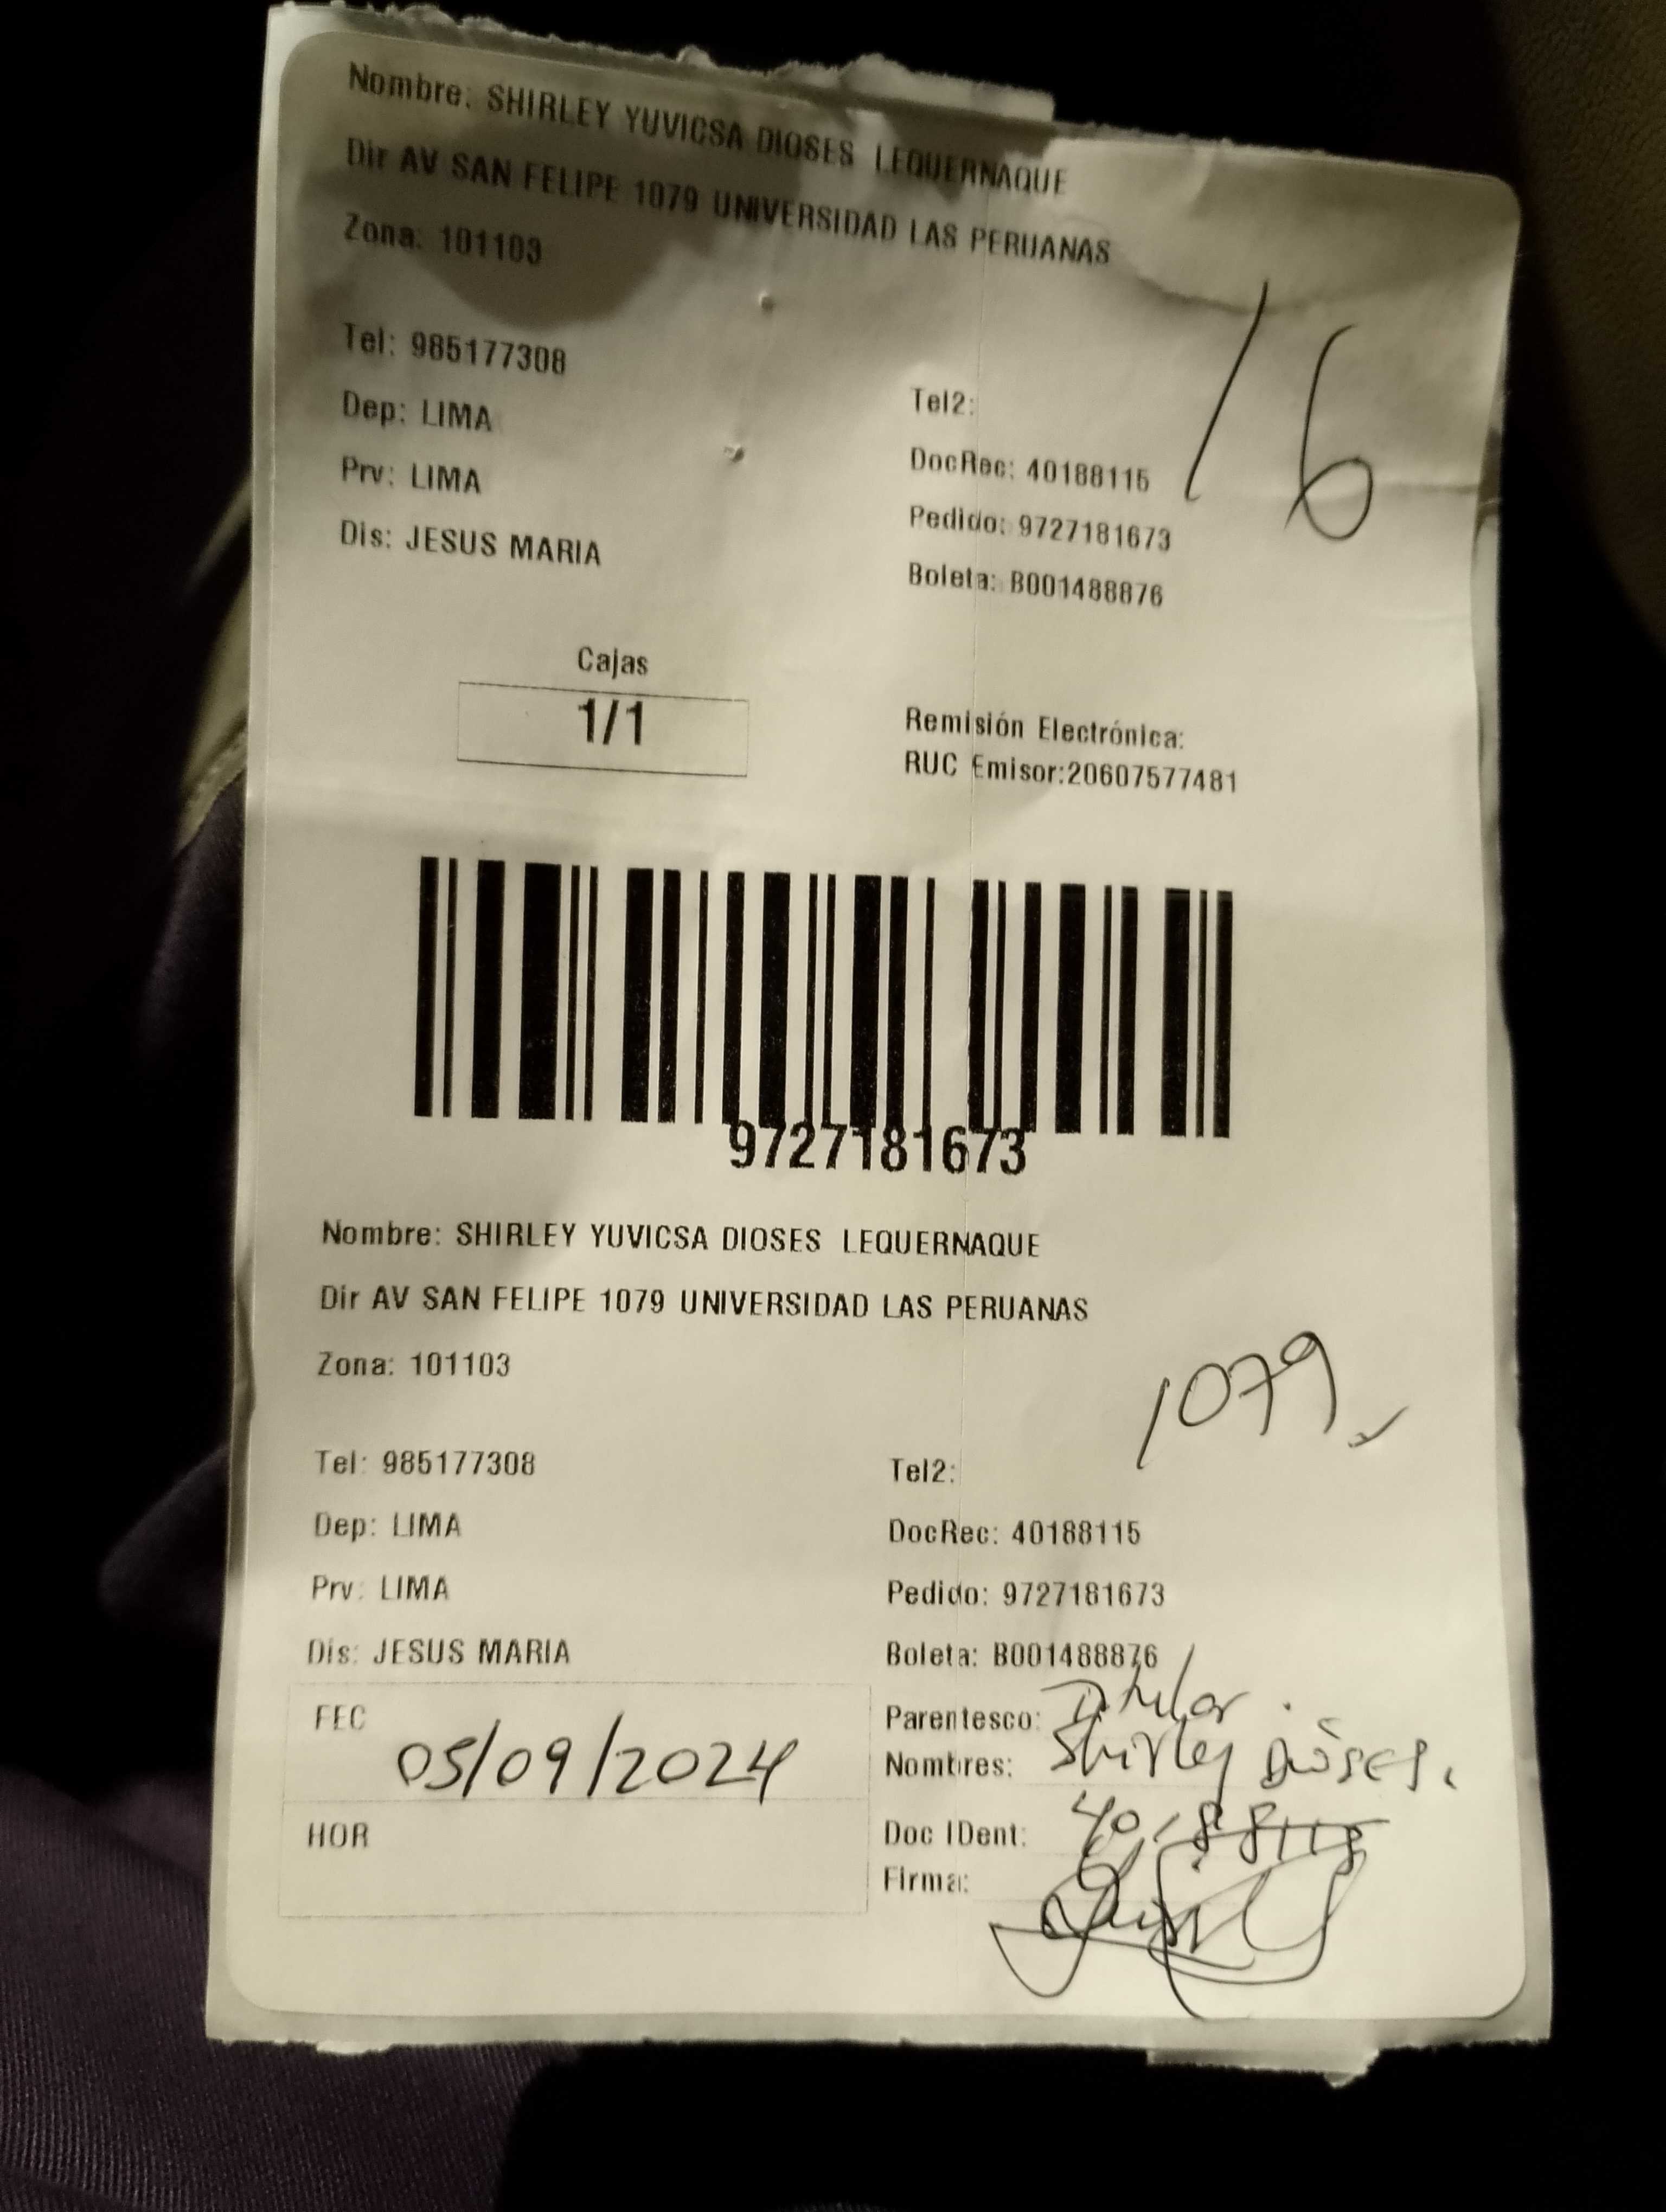 Nombre: SHIRLEY YUVICSA DIOSES LEQUERNAQUE
Dir AV SAN FELIPE 1079 UNIVERSIDAD LAS PERUANAS
Zona: 101103
16
Tel: 985177308
Tel2:
Dep: LIMA
DocRec: 40188115
Prv: LIMA
Pedido: 9727181673
Dis: JESUS MARIA
Boleta: B001488876
Cajas
1/1
Remisión Electrónica:
RUC Emisor:20607577481
9727181673
Nombre: SHIRLEY YUVICSA DIOSES LEQUERNAQUE
Dir AV SAN FELIPE 1079 UNIVERSIDAD LAS PERUANAS
Zona: 101103
1079
Tel: 985177308
Tel2:
Dep: LIMA
DocRec: 40188115
Prv: LIMA
Pedido: 9727181673
Dis: JESUS MARIA
Boleta: B001488876
FEC 05/09/2024
Parentesco: Titular.
Nombres: Shirley Dioses.
HOR
Doc IDent:
Firma: